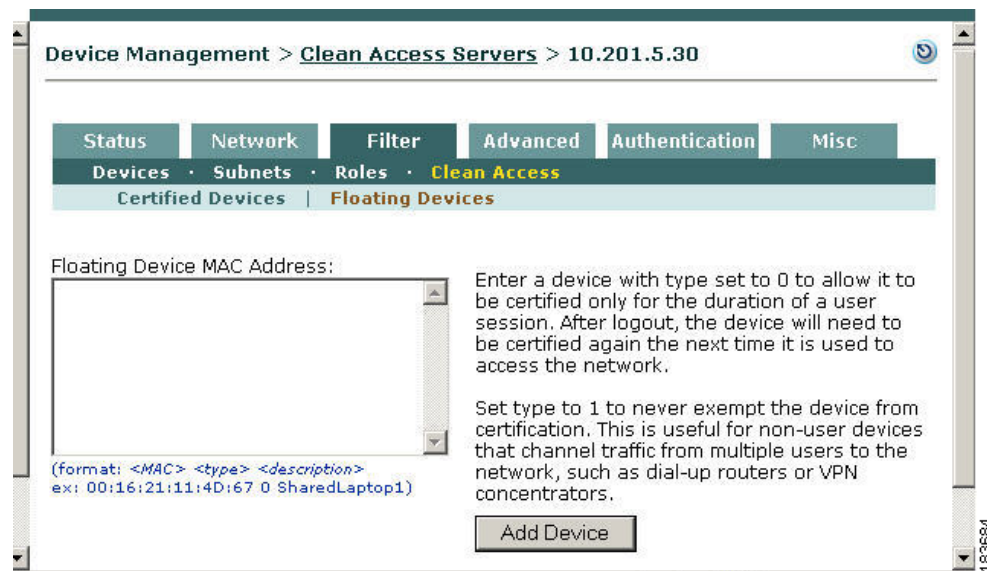 Device Management > Clean Access Servers > 10.201.5.30
Status Network Filter Advanced Authentication Misc
Devices · Subnets · Roles · Clean Access
Certified Devices | Floating Devices
Floating Device MAC Address:
(format: <MAC> <type> <description>
ex: 00:16:21:11:4D:67 0 SharedLaptop1)
Enter a device with type set to 0 to allow it to
be certified only for the duration of a user
session. After logout, the device will need to
be certified again the next time it is used to
access the network.
Set type to 1 to never exempt the device from
certification. This is useful for non-user devices
that channel traffic from multiple users to the
network, such as dial-up routers or VPN
concentrators.
Add Device
183684